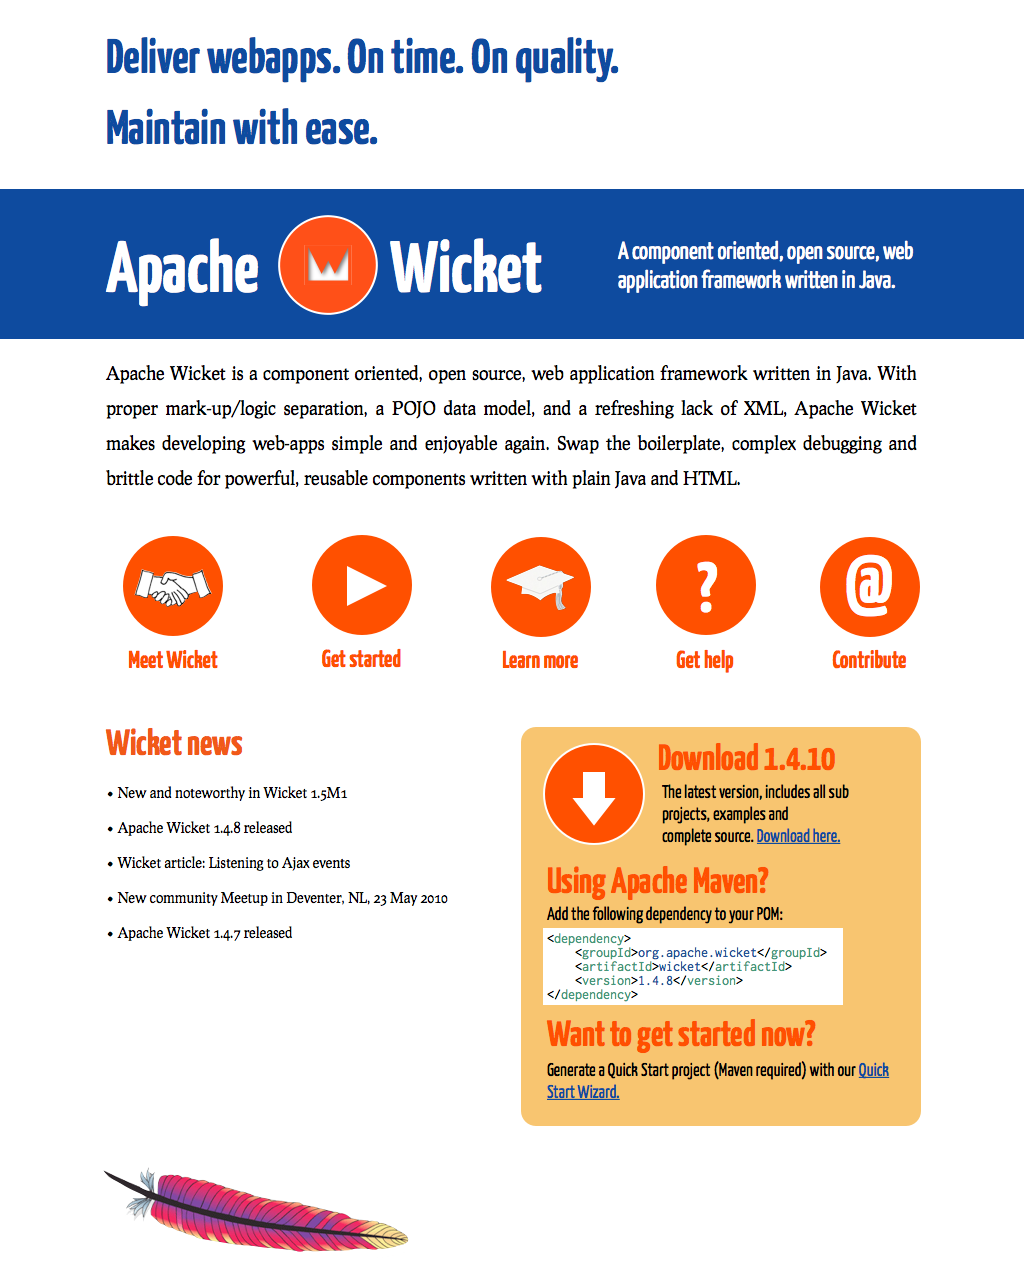 Deliver webapps. On time. On quality.
Maintain with ease.
Apache Wicket
A component oriented, open source, web
application framework written in Java.
Apache Wicket is a component oriented, open source, web application framework written in Java. With
proper mark-up/logic separation, a POJO data model, and a refreshing lack of XML, Apache Wicket
makes developing web-apps simple and enjoyable again. Swap the boilerplate, complex debugging and
brittle code for powerful, reusable components written with plain Java and HTML.
?
@
Meet Wicket
Get started
Learn more
Get help
Contribute
Wicket news
• New and noteworthy in Wicket 1.5M1
• Apache Wicket 1.4.8 released
• Wicket article: Listening to Ajax events
• New community Meetup in Deventer, NL, 23 May 2010
• Apache Wicket 1.4.7 released
Download 1.4.10
The latest version, includes all sub
projects, examples and
complete source. Download here.
Using Apache Maven?
Add the following dependency to your POM:
<dependency>
    <groupId>org.apache.wicket</groupId>
    <artifactId>wicket</artifactId>
    <version>1.4.8</version>
</dependency>
Want to get started now?
Generate a Quick Start project (Maven required) with our Quick
Start Wizard.